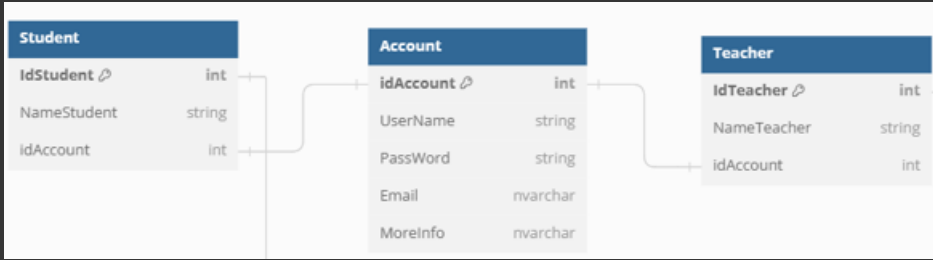 Student
IdStudent int
NameStudent string
idAccount int
Account
idAccount int
UserName string
PassWord string
Email nvarchar
MoreInfo nvarchar
Teacher
IdTeacher int
NameTeacher string
idAccount int